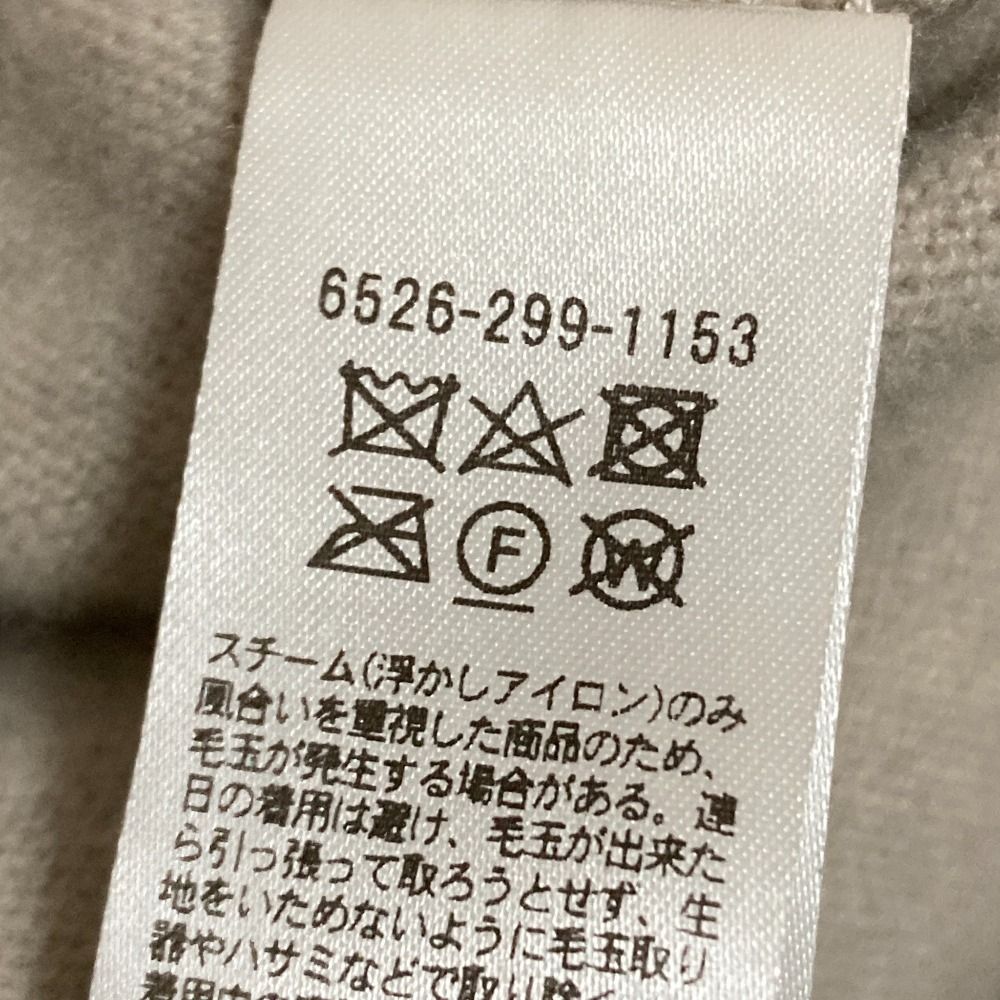 6526-299-1153
F
W
スチーム(浮かしアイロン)のみ
風合いを重視した商品のため、
毛玉が発生する場合がある。連
日の着用は避け、毛玉が出来た
ら引っ張って取ろうとせず、生
地をいためないように毛玉取り
器やハサミなどで取り除く
着用中の